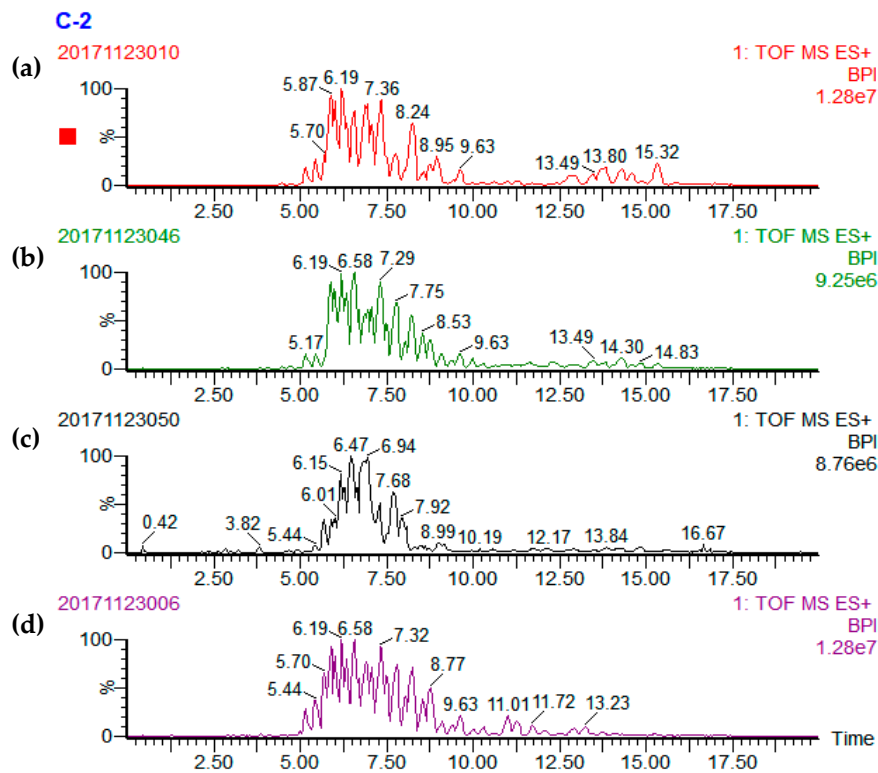 C-2
(a) 20171123010 1: TOF MS ES+
BPI
1.28e7
100
%
0
5.70 5.87 6.19 7.36 8.24 8.95 9.63 13.49 13.80 15.32
2.50 5.00 7.50 10.00 12.50 15.00 17.50
(b) 20171123046 1: TOF MS ES+
BPI
9.25e6
100
%
0
5.17 6.19 6.58 7.29 7.75 8.53 9.63 13.49 14.30 14.83
2.50 5.00 7.50 10.00 12.50 15.00 17.50
(c) 20171123050 1: TOF MS ES+
BPI
8.76e6
100
%
0
0.42 3.82 5.44 6.01 6.15 6.47 6.94 7.68 7.92 8.99 10.19 12.17 13.84 16.67
2.50 5.00 7.50 10.00 12.50 15.00 17.50
(d) 20171123006 1: TOF MS ES+
BPI
1.28e7
100
%
0
5.44 5.70 6.19 6.58 7.32 8.77 9.63 11.01 11.72 13.23
Time
2.50 5.00 7.50 10.00 12.50 15.00 17.50